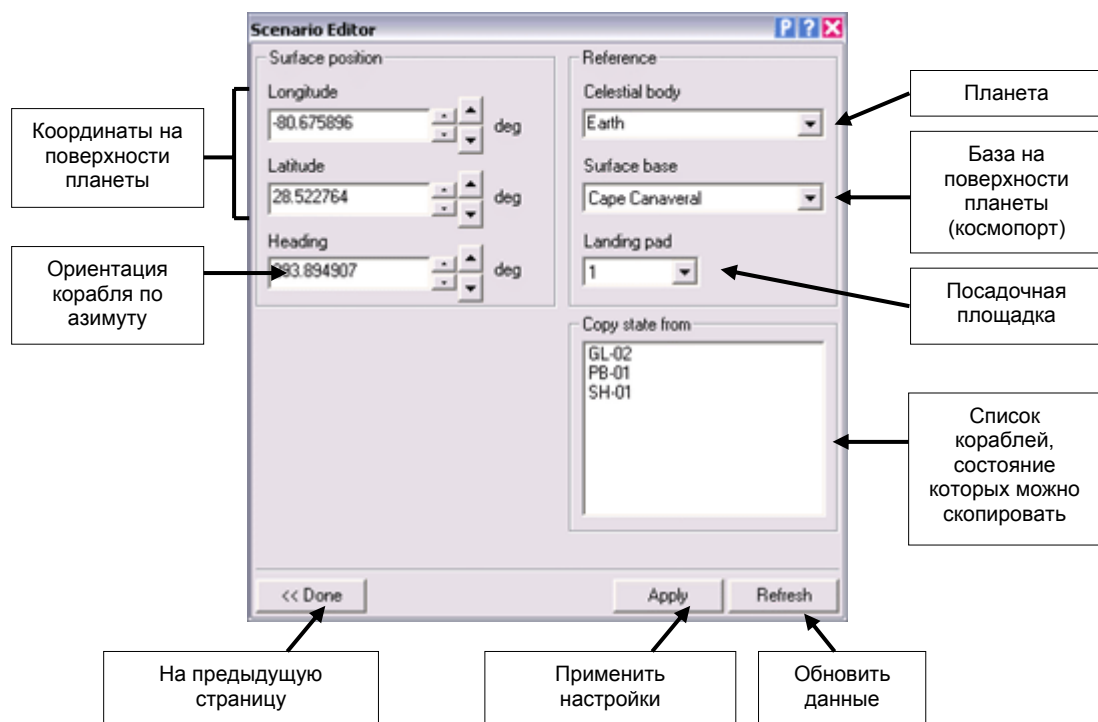 Scenario Editor
P ?
Surface position
Longitude
-80.675896
deg
Latitude
28.522764
deg
Heading
deg
Reference
Celestial body
Earth
Surface base
Cape Canaveral
Landing pad
1
Copy state from
GL-02
PB-01
SH-01
<< Done
Apply
Refresh
Координаты на
поверхности
планеты
Ориентация
корабля по
азимуту
Планета
База на
поверхности
планеты
(космопорт)
Посадочная
площадка
Список
кораблей,
состояние
которых можно
скопировать
На предыдущую
страницу
Применить
настройки
Обновить
данные